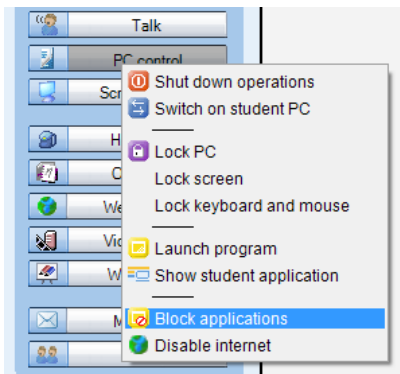 Talk
PC control
Shut down operations
Switch on student PC
Lock PC
Lock screen
Lock keyboard and mouse
Launch program
Show student application
Block applications
Disable internet